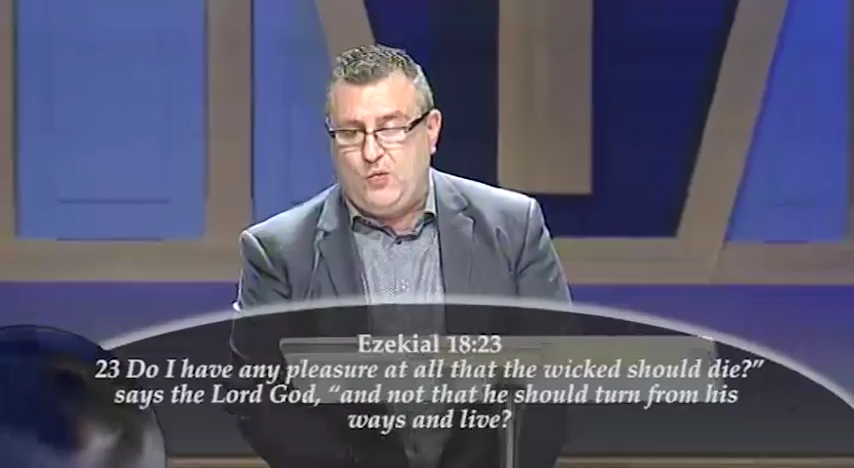 Ezekial 18:23
23 Do I have any pleasure at all that the wicked should die?”
says the Lord God, “and not that he should turn from his
ways and live?